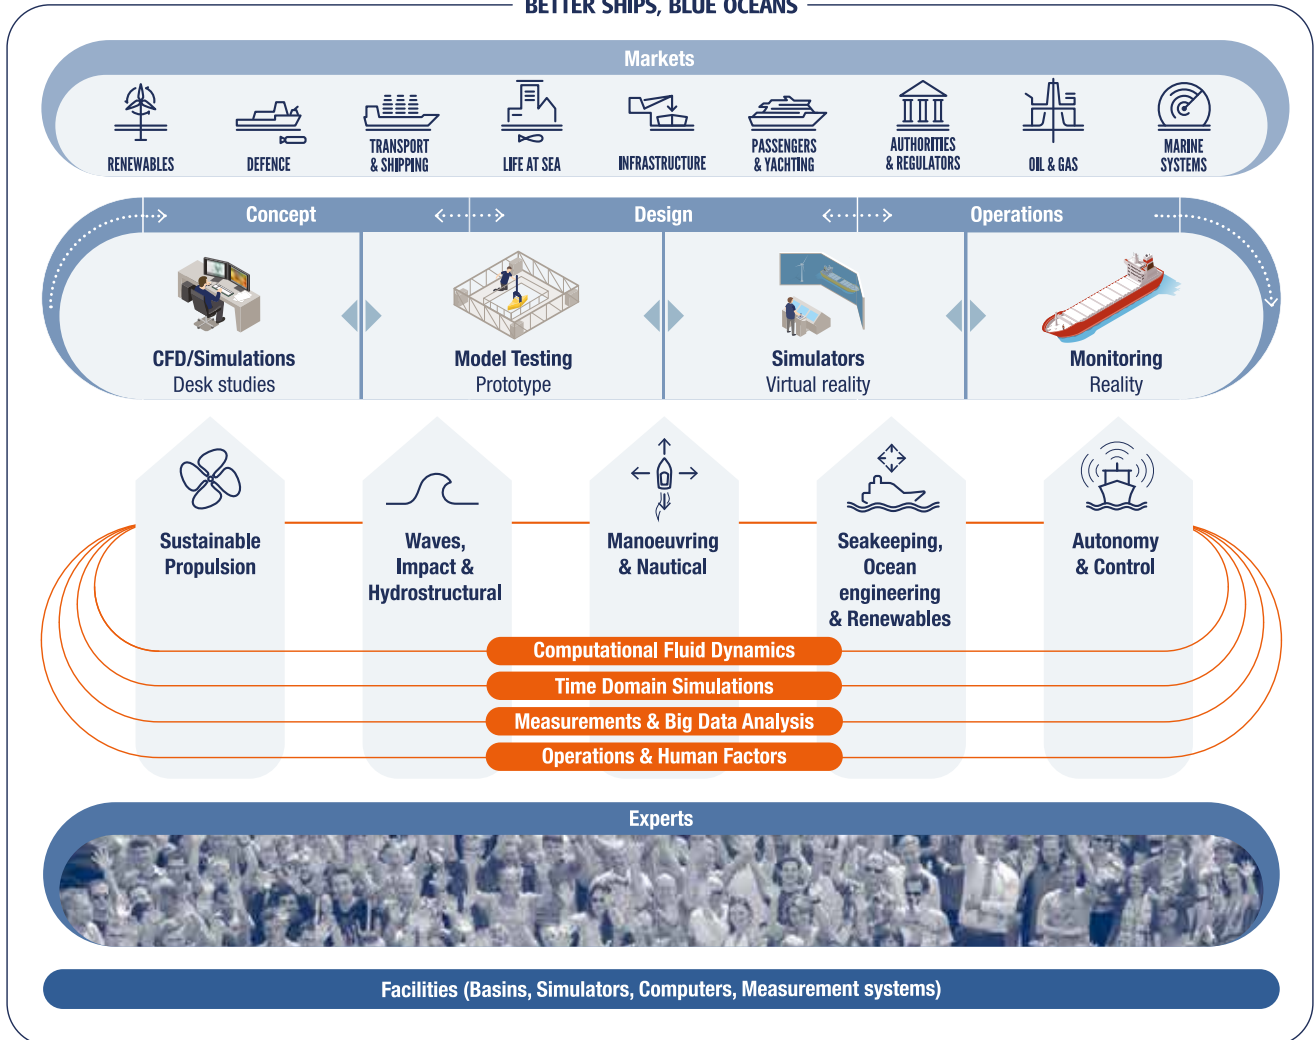 BETTER SHIPS, BLUE OCEANS
Markets
RENEWABLES
DEFENCE
TRANSPORT
& SHIPPING
LIFE AT SEA
INFRASTRUCTURE
PASSENGERS
& YACHTING
AUTHORITIES
& REGULATORS
OIL & GAS
MARINE
SYSTEMS
Concept
Design
Operations
CFD/Simulations
Desk studies
Model Testing
Prototype
Simulators
Virtual reality
Monitoring
Reality
Sustainable
Propulsion
Waves,
Impact &
Hydrostructural
Manoeuvring
& Nautical
Seakeeping,
Ocean
engineering
& Renewables
Autonomy
& Control
Computational Fluid Dynamics
Time Domain Simulations
Measurements & Big Data Analysis
Operations & Human Factors
Experts
Facilities (Basins, Simulators, Computers, Measurement systems)